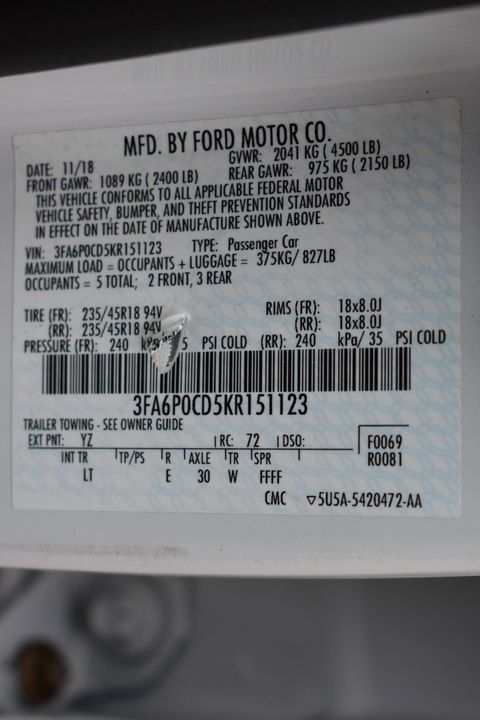 MFD. BY FORD MOTOR CO.
DATE: 11/18 GVWR: 2041 KG ( 4500 LB)
FRONT GAWR: 1089 KG ( 2400 LB) REAR GAWR: 975 KG ( 2150 LB)
THIS VEHICLE CONFORMS TO ALL APPLICABLE FEDERAL MOTOR
VEHICLE SAFETY, BUMPER, AND THEFT PREVENTION STANDARDS
IN EFFECT ON THE DATE OF MANUFACTURE SHOWN ABOVE.
VIN: 3FA6P0CD5KR151123 TYPE: Passenger Car
MAXIMUM LOAD = OCCUPANTS + LUGGAGE = 375KG/ 827LB
OCCUPANTS = 5 TOTAL; 2 FRONT, 3 REAR
TIRE (FR): 235/45R18 94V RIMS (FR): 18x8.0J
(RR): 235/45R18 94V (RR): 18x8.0J
PRESSURE (FR): 240 5 PSI COLD (RR): 240 kPa/ 35 PSI COLD
3FA6P0CD5KR151123
TRAILER TOWING - SEE OWNER GUIDE
EXT PNT: YZ RC: 72 DSO: F0069
INT TR TP/PS R AXLE TR SPR R0081
LT E 30 W FFFF
CMC ▽5U5A-5420472-AA